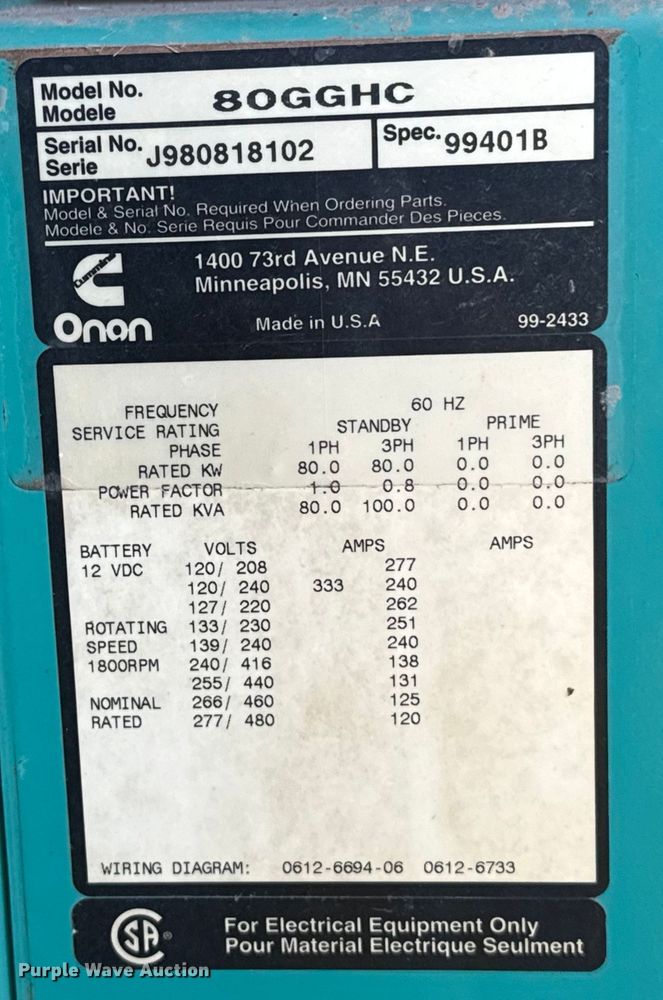 Model No. 80GGHC
Modele
Serial No. J980818102 Spec. 99401B
Serie
IMPORTANT!
Model & Serial No. Required When Ordering Parts.
Modele & No. Serie Requis Pour Commander Des Pieces.
Cummins
Onan
1400 73rd Avenue N.E.
Minneapolis, MN 55432 U.S.A.
Made in U.S.A 99-2433
FREQUENCY 60 HZ
SERVICE RATING STANDBY PRIME
PHASE 1PH 3PH 1PH 3PH
RATED KW 80.0 80.0 0.0 0.0
POWER FACTOR 1.0 0.8 0.0 0.0
RATED KVA 80.0 100.0 0.0 0.0
BATTERY VOLTS AMPS AMPS
12 VDC 120/ 208 277
120/ 240 333 240
127/ 220 262
ROTATING 133/ 230 251
SPEED 139/ 240 240
1800RPM 240/ 416 138
255/ 440 131
NOMINAL 266/ 460 125
RATED 277/ 480 120
WIRING DIAGRAM: 0612-6694-06 0612-6733
SA ®
For Electrical Equipment Only
Pour Material Electrique Seulment
Purple Wave Auction